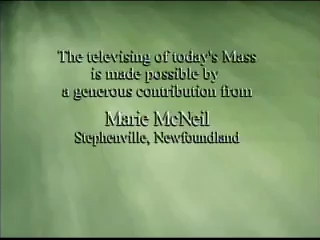 The televising of today's Mass
is made possible by
a generous contribution from
Marie McNeil
Stephenville, Newfoundland